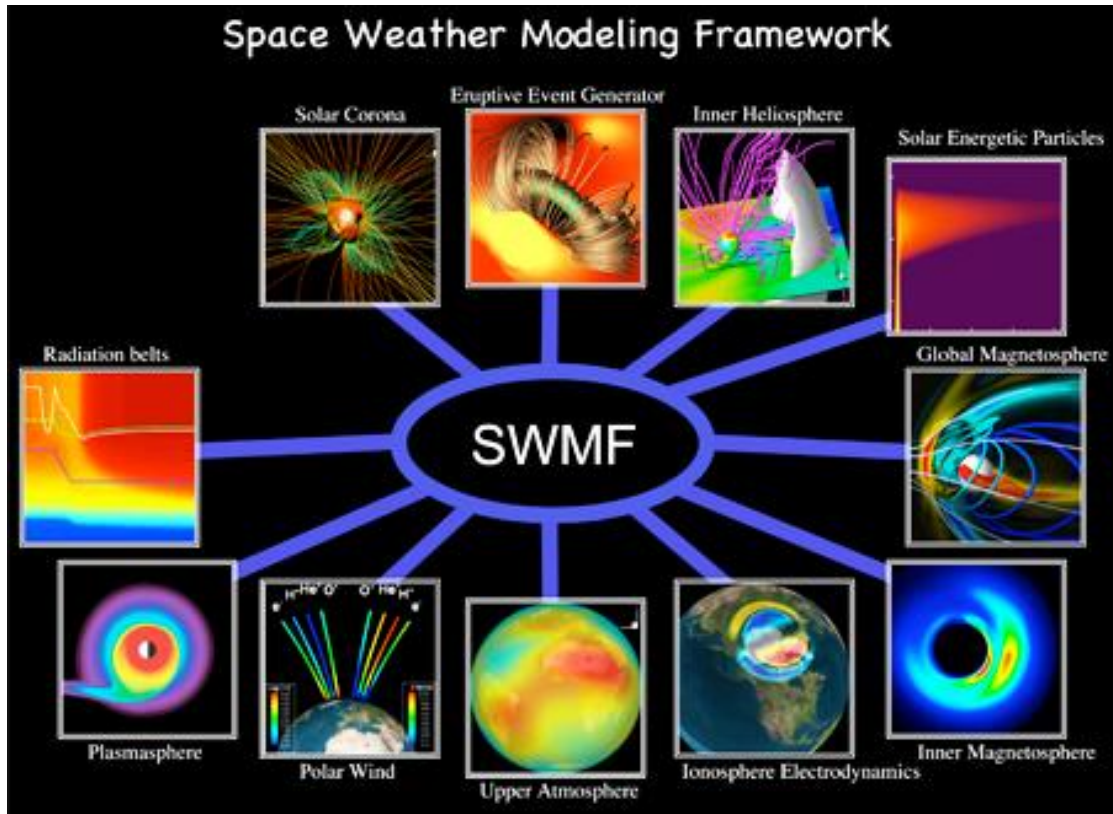 Space Weather Modeling Framework
Eruptive Event Generator
Solar Corona
Inner Heliosphere
Solar Energetic Particles
Radiation belts
Global Magnetosphere
SWMF
O⁺
O⁺
Plasmasphere
Polar Wind
Upper Atmosphere
Ionosphere Electrodynamics
Inner Magnetosphere